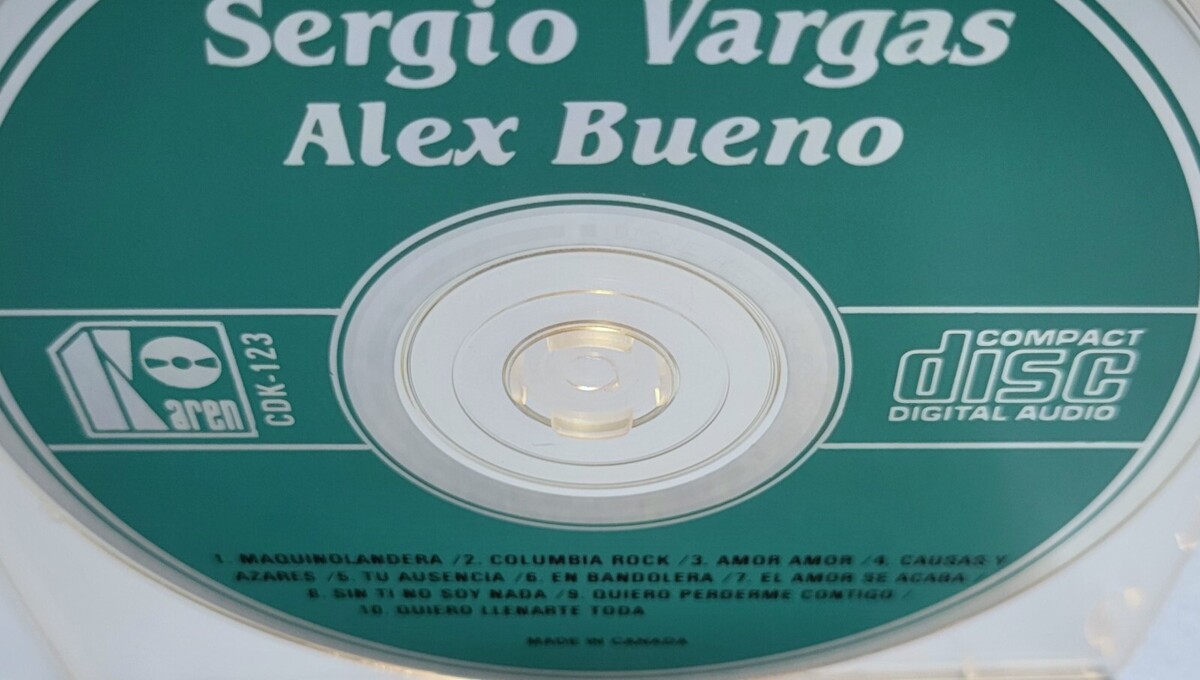 Sergio Vargas
Alex Bueno
Karen
CDK-123
COMPACT
disc
DIGITAL AUDIO
1. MAQUINOLANDERA /2. COLUMBIA ROCK /3. AMOR AMOR /4. CAUSAS Y
AZARES /5. TU AUSENCIA /6. EN BANDOLERA /7. EL AMOR SE ACABA /
8. SIN TI NO SOY NADA /9. QUIERO PERDERME CONTIGO /
10. QUIERO LLENARTE TODA
MADE IN CANADA